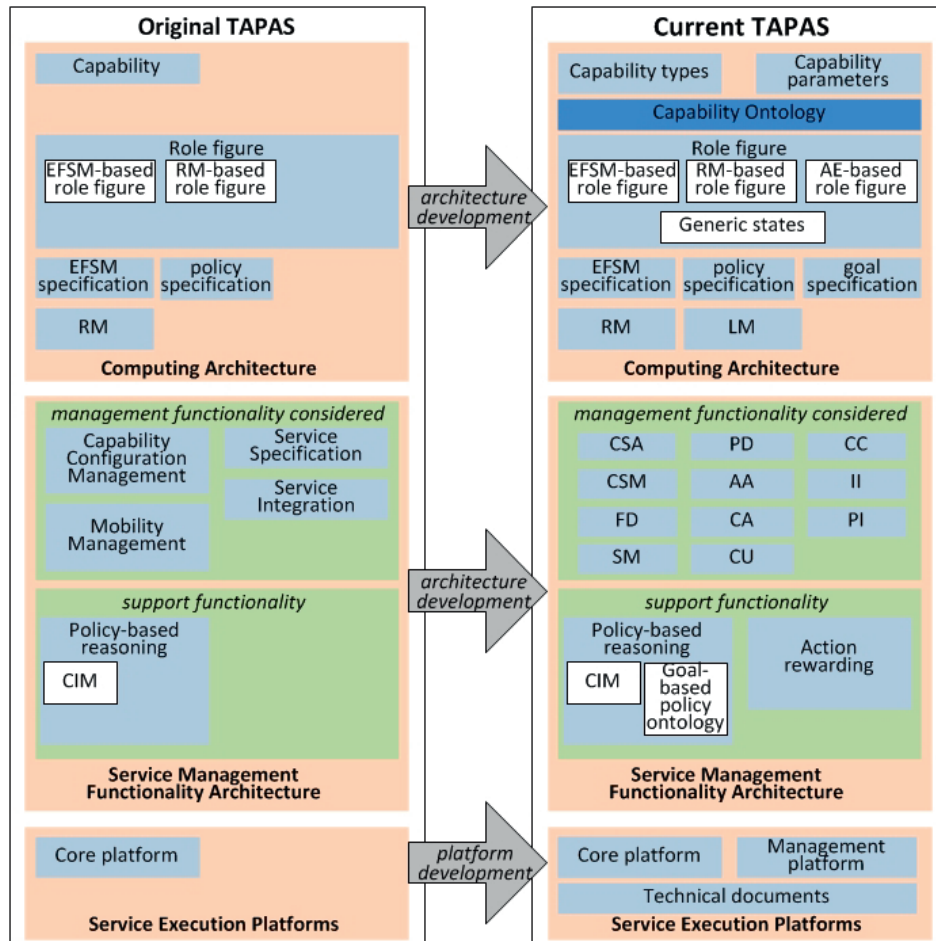 Original TAPAS
Capability
Role figure
EFSM-based
role figure
RM-based
role figure
EFSM
specification
policy
specification
RM
Computing Architecture
management functionality considered
Capability
Configuration
Management
Service
Specification
Service
Integration
Mobility
Management
support functionality
Policy-based
reasoning
CIM
Service Management
Functionality Architecture
Core platform
Service Execution Platforms
architecture
development
architecture
development
platform
development
Current TAPAS
Capability types
Capability
parameters
Capability Ontology
Role figure
EFSM-based
role figure
RM-based
role figure
AE-based
role figure
Generic states
EFSM
specification
policy
specification
goal
specification
RM
LM
Computing Architecture
management functionality considered
CSA
PD
CC
CSM
AA
II
FD
CA
PI
SM
CU
support functionality
Policy-based
reasoning
CIM
Goal-
based
policy
ontology
Action
rewarding
Service Management
Functionality Architecture
Core platform
Management
platform
Technical documents
Service Execution Platforms